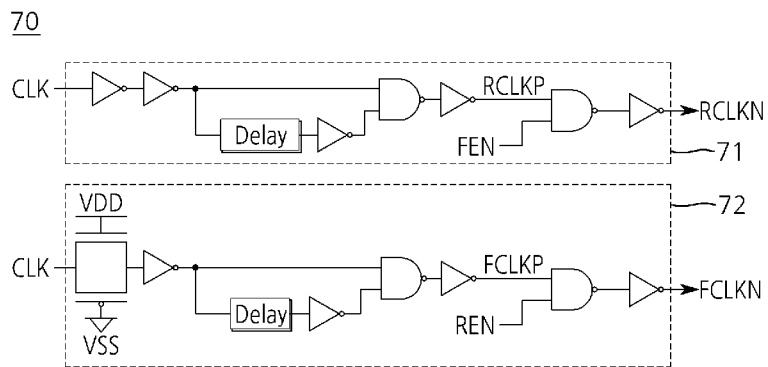 70
CLK
Delay
RCLKP
FEN
RCLKN
71
VDD
CLK
VSS
Delay
FCLKP
REN
FCLKN
72